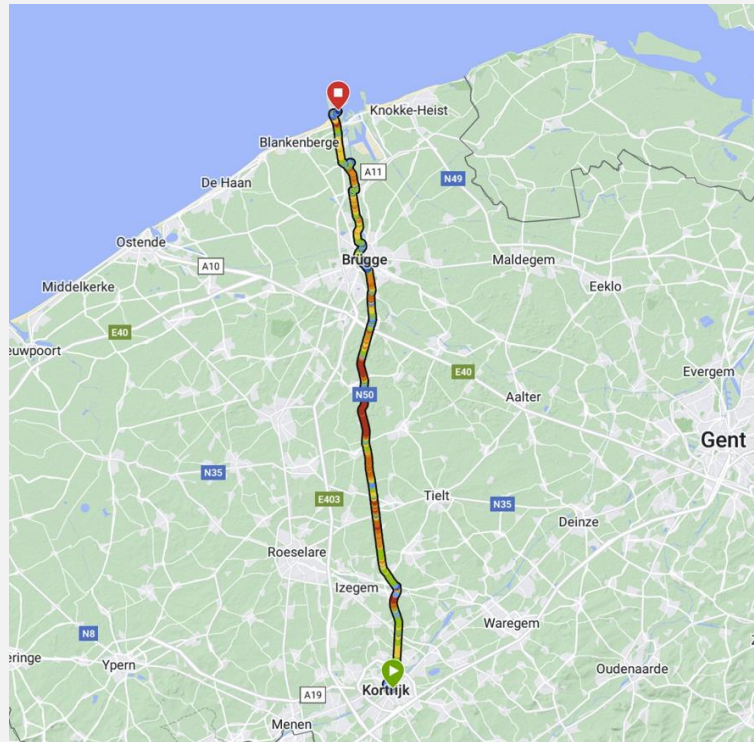 Knokke-Heist
Blankenberge
A11
N49
De Haan
Ostende
Brügge
Maldegem
A10
Middelkerke
Eeklo
E40
euwpoort
E40
Evergem
N50
Aalter
Gent
N35
Tielt
E403
N35
Deinze
Roeselare
Izegem
Waregem
N8
eringe
Ypern
Oudenaarde
Kortrijk
A19
Menen